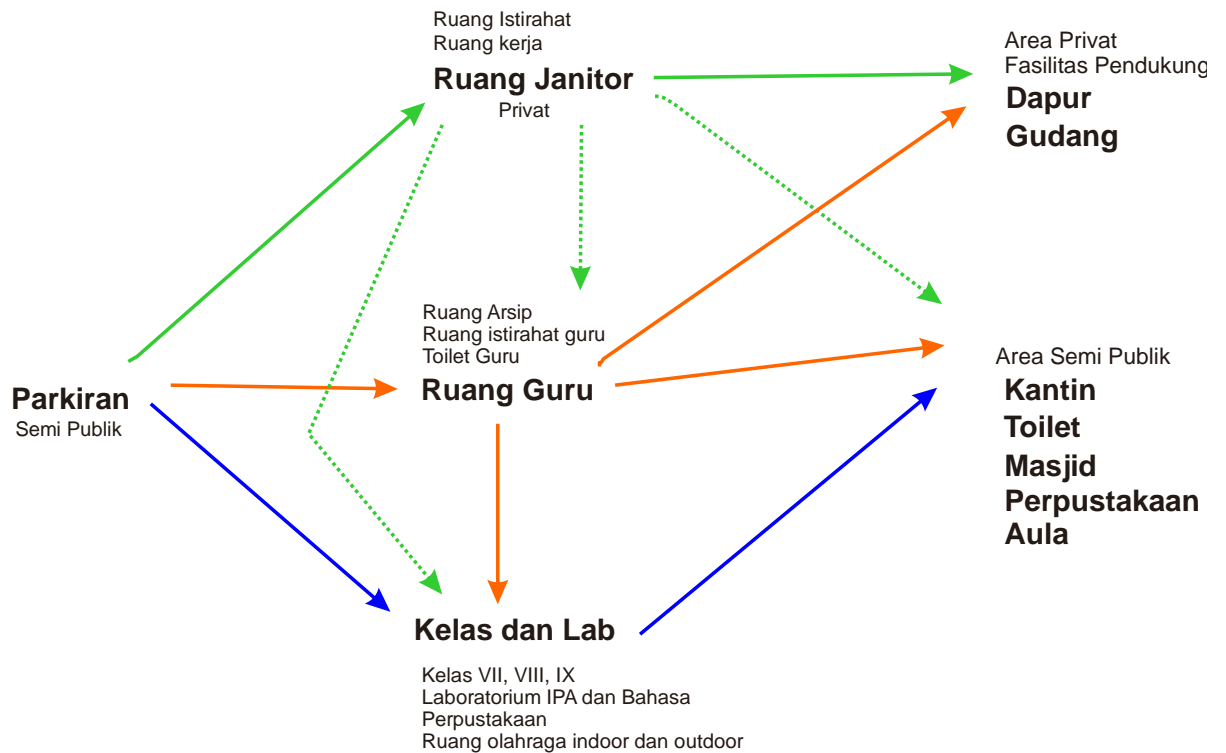 Ruang Istirahat
Ruang kerja
Ruang Janitor
Privat
Area Privat
Fasilitas Pendukung
Dapur
Gudang
Ruang Arsip
Ruang istirahat guru
Toilet Guru
Ruang Guru
Parkiran
Semi Publik
Area Semi Publik
Kantin
Toilet
Masjid
Perpustakaan
Aula
Kelas dan Lab
Kelas VII, VIII, IX
Laboratorium IPA dan Bahasa
Perpustakaan
Ruang olahraga indoor dan outdoor